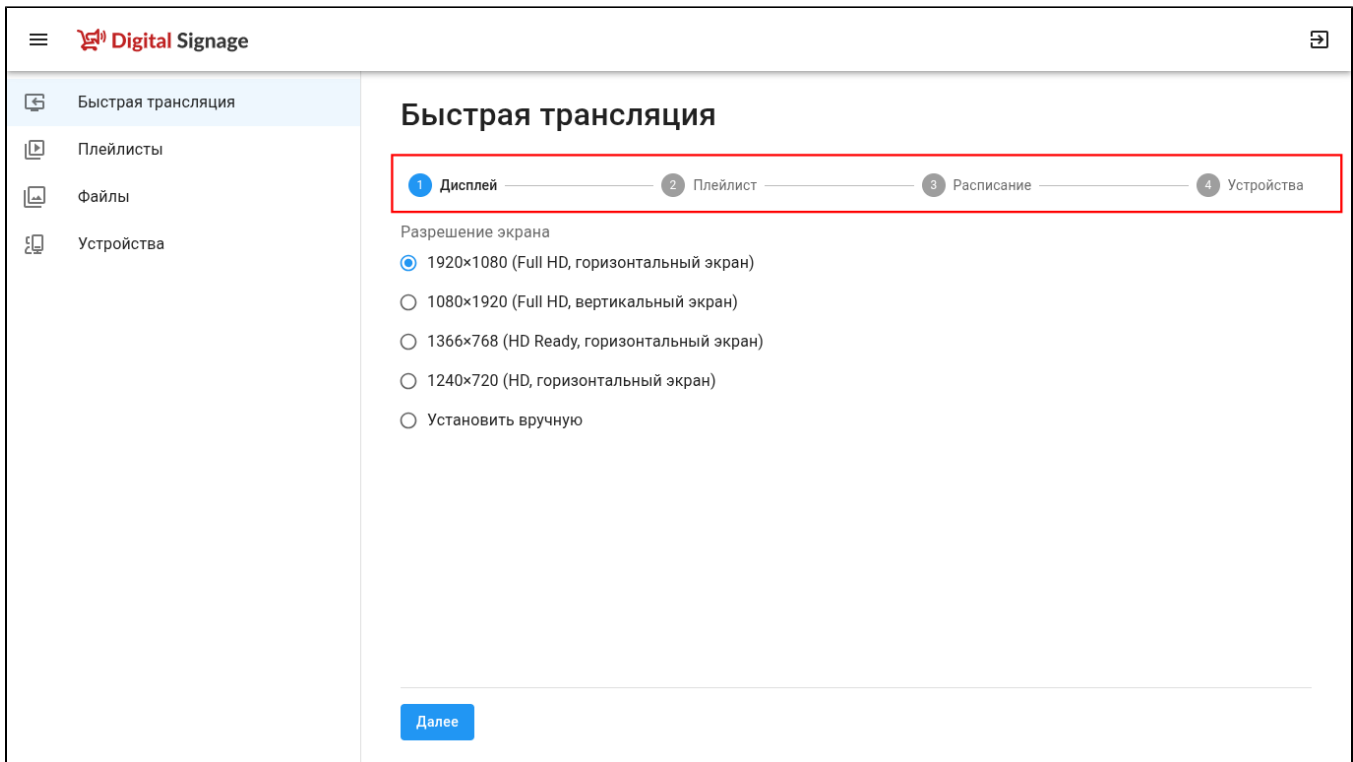 Digital Signage
Быстрая трансляция
Плейлисты
Файлы
Устройства
Быстрая трансляция
1 Дисплей 2 Плейлист 3 Расписание 4 Устройства
Разрешение экрана
1920×1080 (Full HD, горизонтальный экран)
1080×1920 (Full HD, вертикальный экран)
1366×768 (HD Ready, горизонтальный экран)
1240×720 (HD, горизонтальный экран)
Установить вручную
Далее